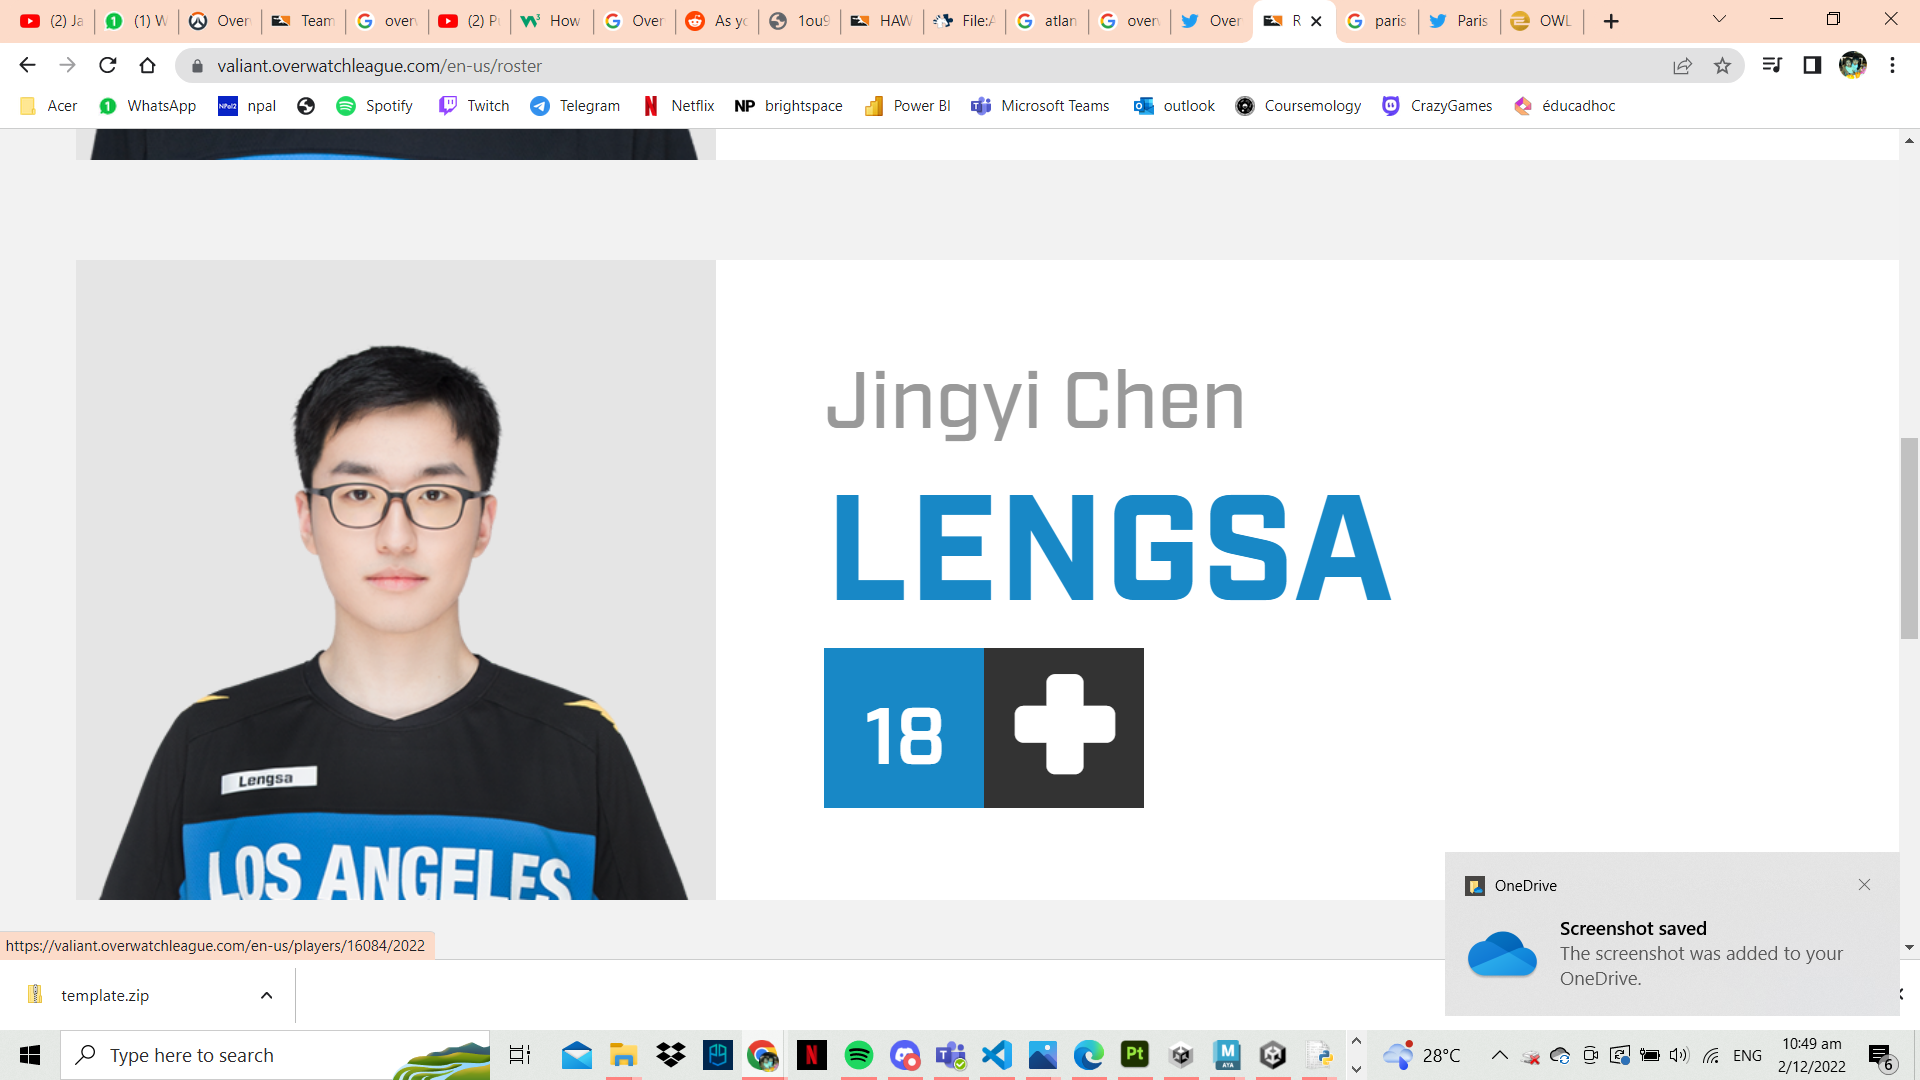 (2) Ja
(1) W
Over
Team
over
(2) P
How
Over
As yo
1ou9
HAW
File:A
atlan
over
Over
R
paris
Paris
OWL
valiant.overwatchleague.com/en-us/roster
Acer
WhatsApp
NPal2 npal
Spotify
Twitch
Telegram
Netflix
NP brightspace
Power BI
Microsoft Teams
outlook
Coursemology
CrazyGames
éducadhoc
Jingyi Chen
LENGSA
18
Lengsa
LOS ANGELES
OneDrive
Screenshot saved
The screenshot was added to your
OneDrive.
https://valiant.overwatchleague.com/en-us/players/16084/2022
template.zip
Type here to search
28°C
ENG
10:49 am
2/12/2022
6